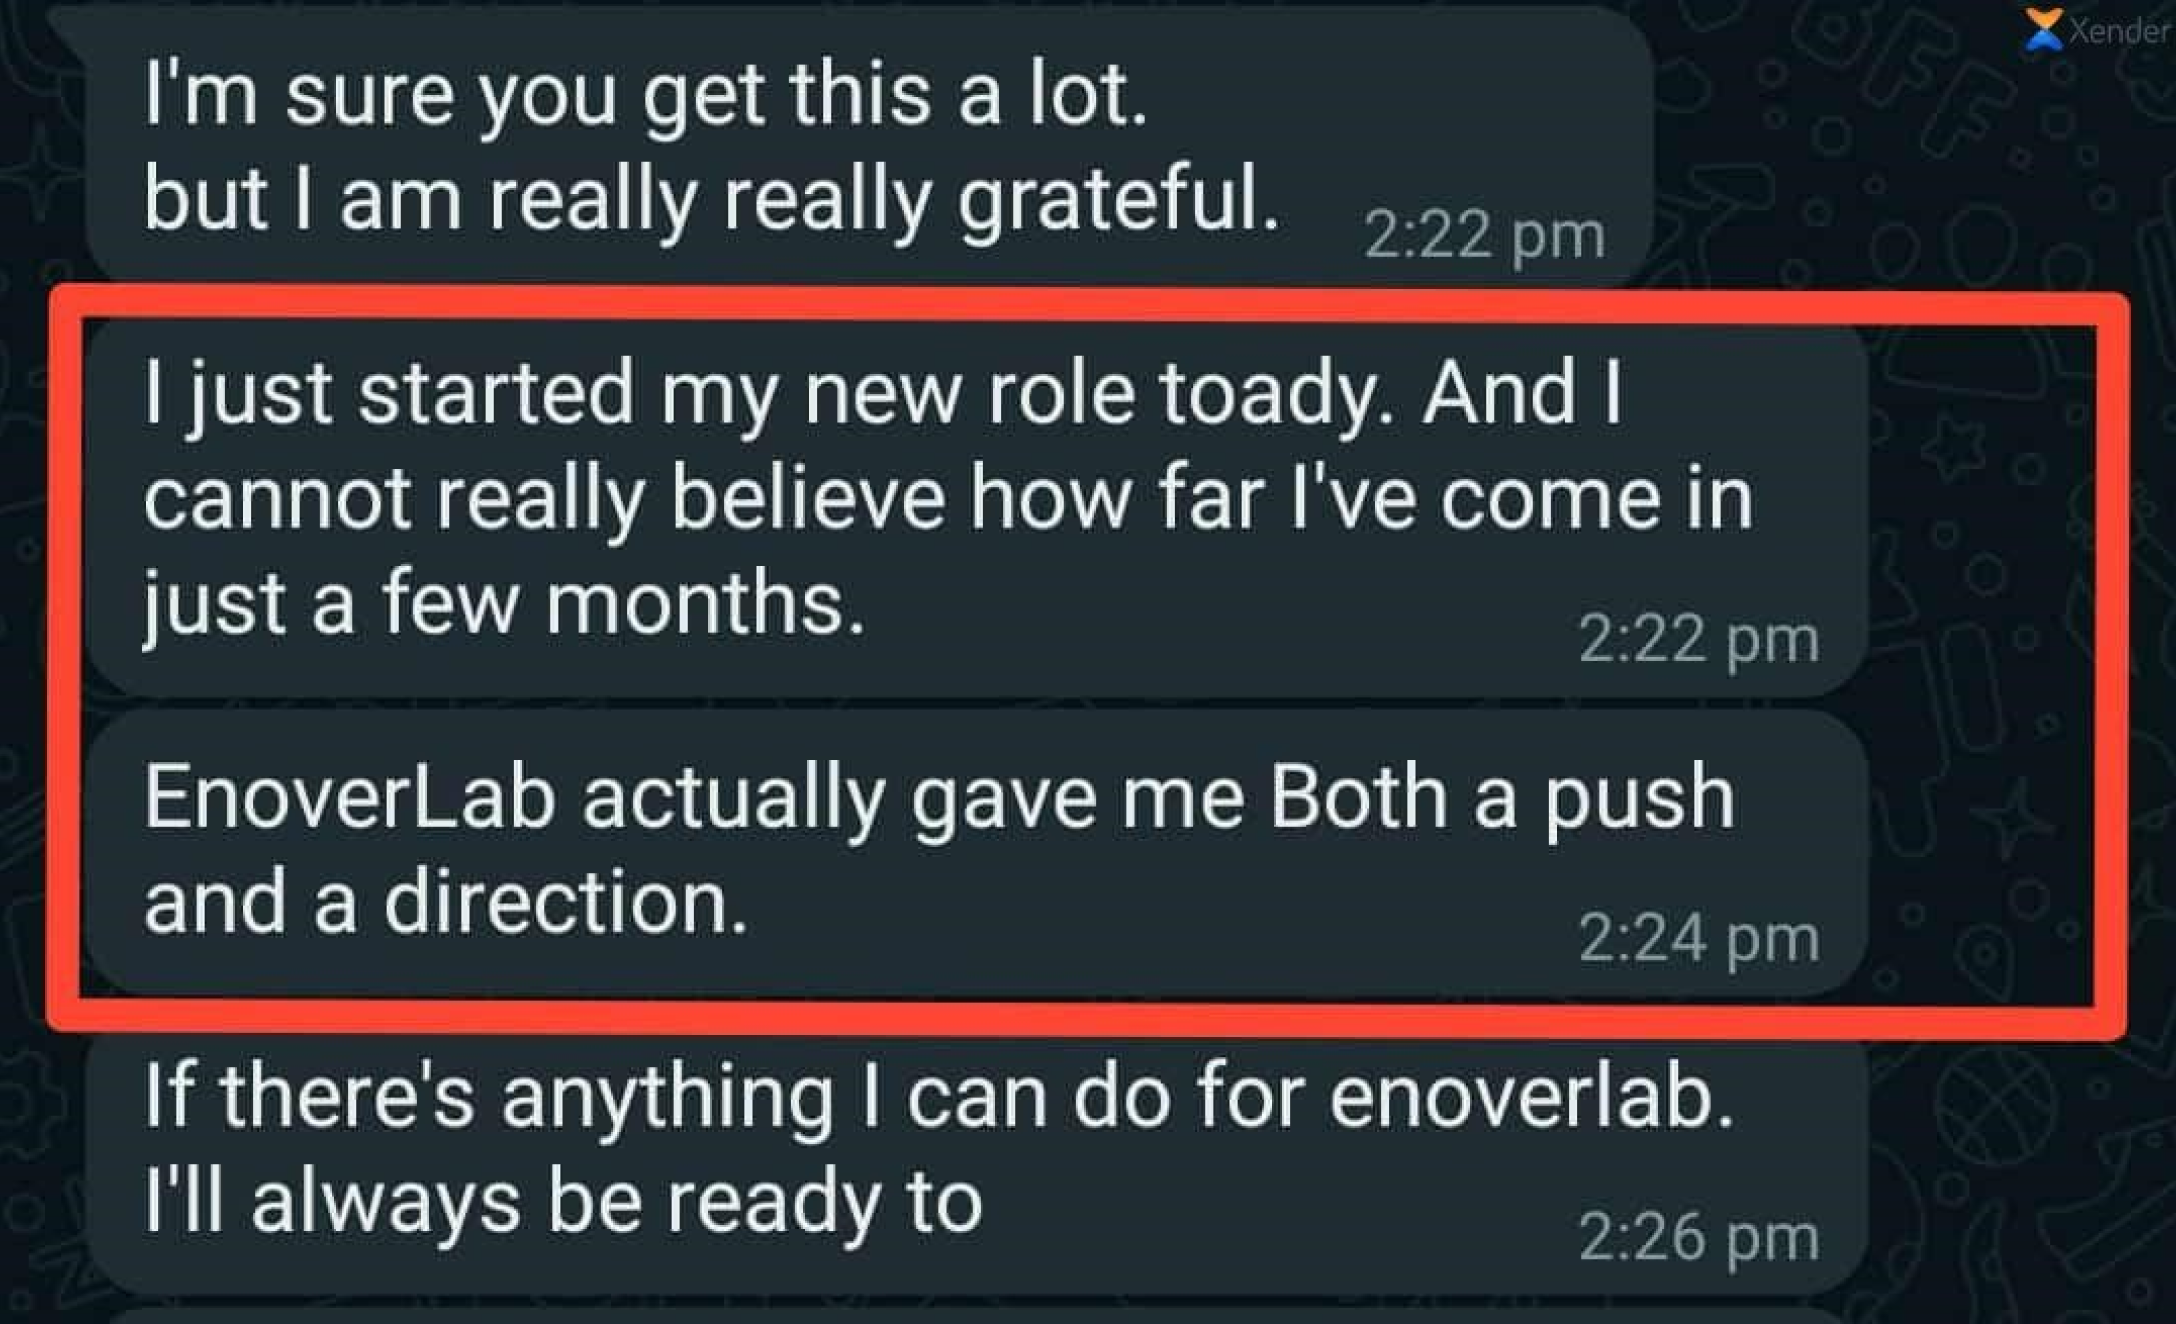 Xender
I'm sure you get this a lot.
but I am really really grateful.
2:22 pm
I just started my new role toady. And I
cannot really believe how far I've come in
just a few months.
2:22 pm
EnoverLab actually gave me Both a push
and a direction.
2:24 pm
If there's anything I can do for enoverlab.
I'll always be ready to
2:26 pm